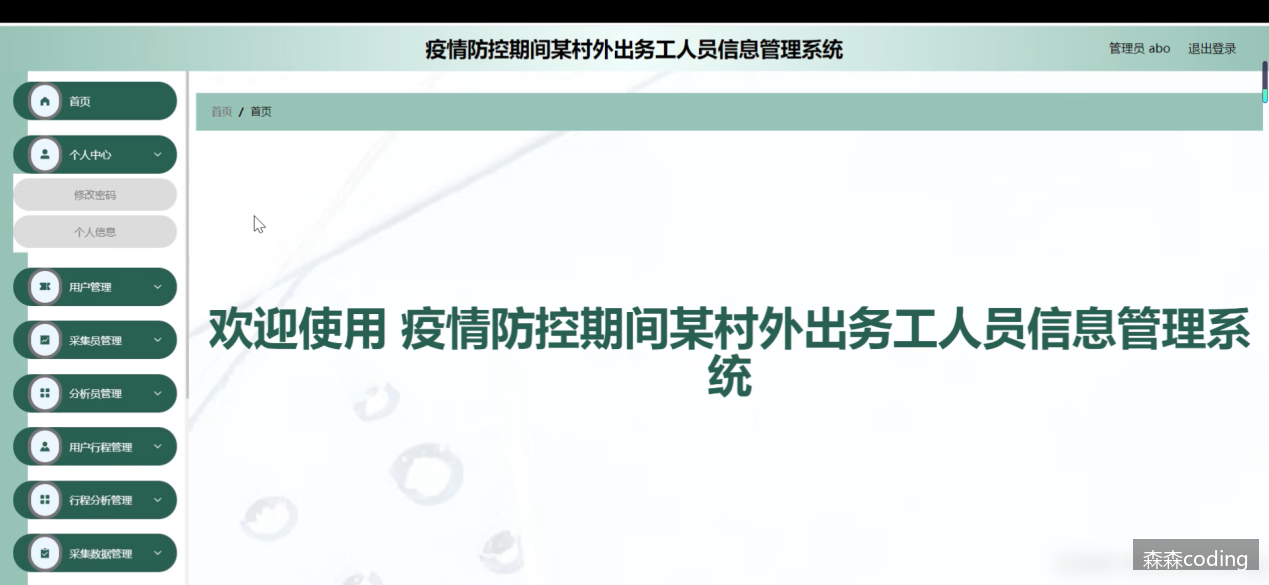 疫情防控期间某村外出务工人员信息管理系统
管理员 abo 退出登录
首页
首页 / 首页
个人中心
修改密码
个人信息
用户管理
采集员管理
分析员管理
用户行程管理
行程分析管理
采集数据管理
欢迎使用 疫情防控期间某村外出务工人员信息管理系
统
森森coding